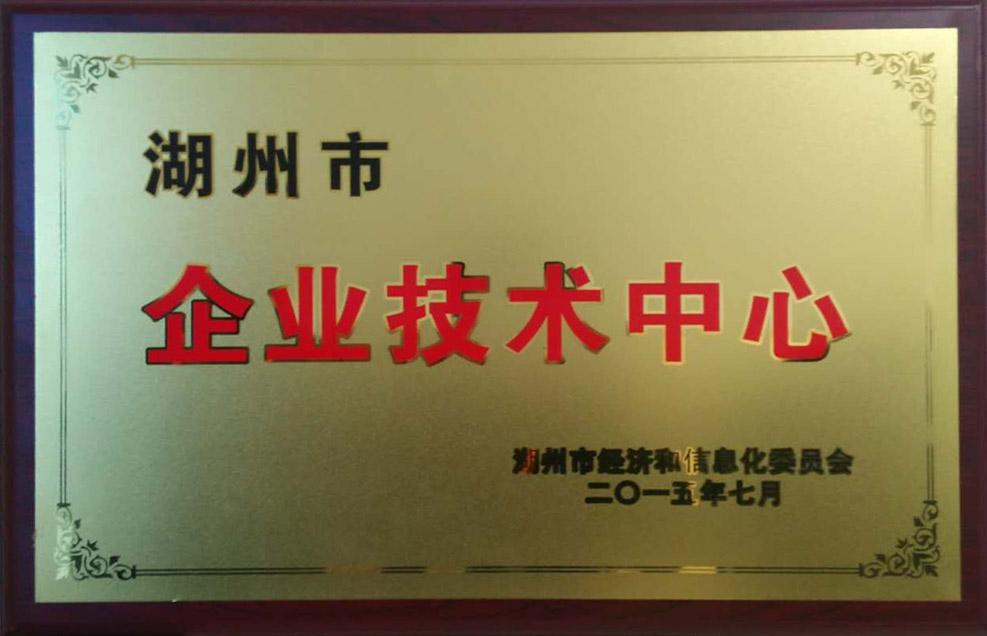 湖州市
企业技术中心
湖州市经济和信息化委员会
二〇一五年七月